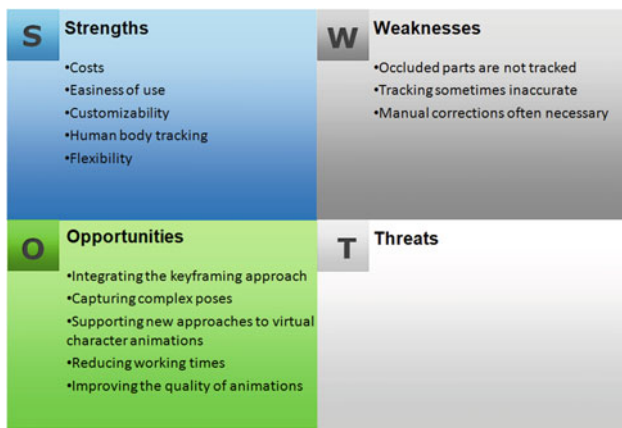 S
Strengths
•Costs
•Easiness of use
•Customizability
•Human body tracking
•Flexibility
W
Weaknesses
•Occluded parts are not tracked
•Tracking sometimes inaccurate
•Manual corrections often necessary
O
Opportunities
•Integrating the keyframing approach
•Capturing complex poses
•Supporting new approaches to virtual
character animations
•Reducing working times
•Improving the quality of animations
T
Threats